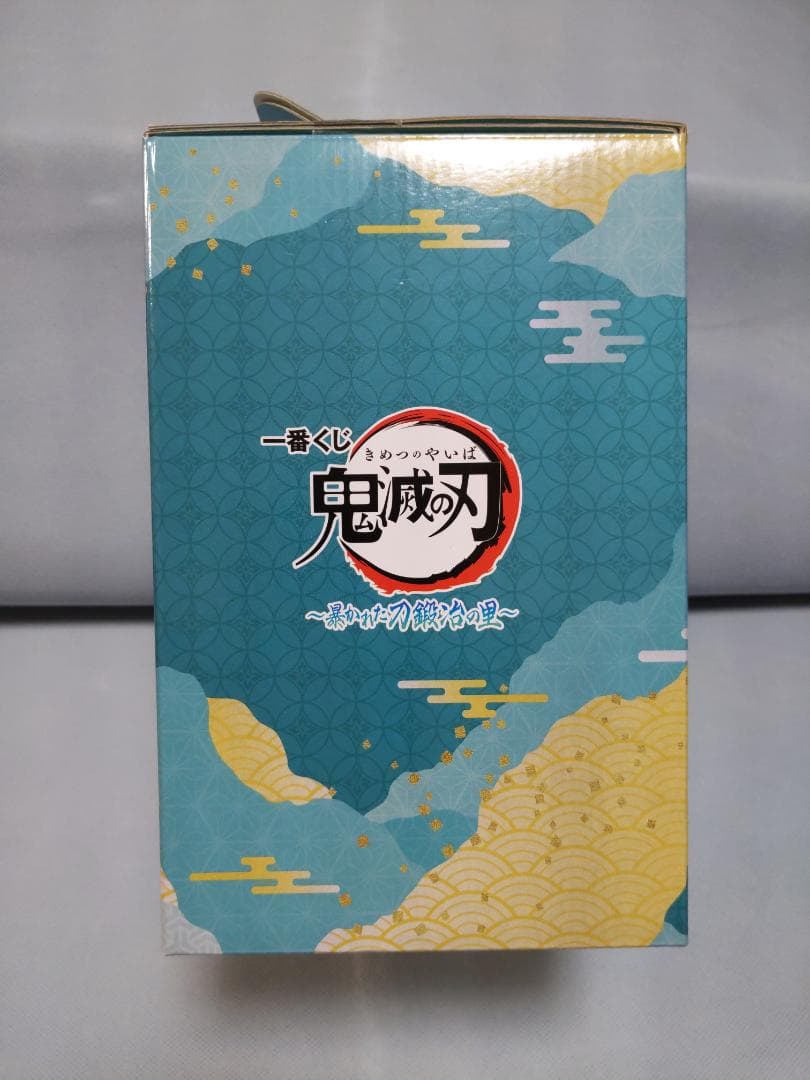 一番くじ
きめつのやいば
鬼滅の刃
～暴かれた刀鍛冶の里～